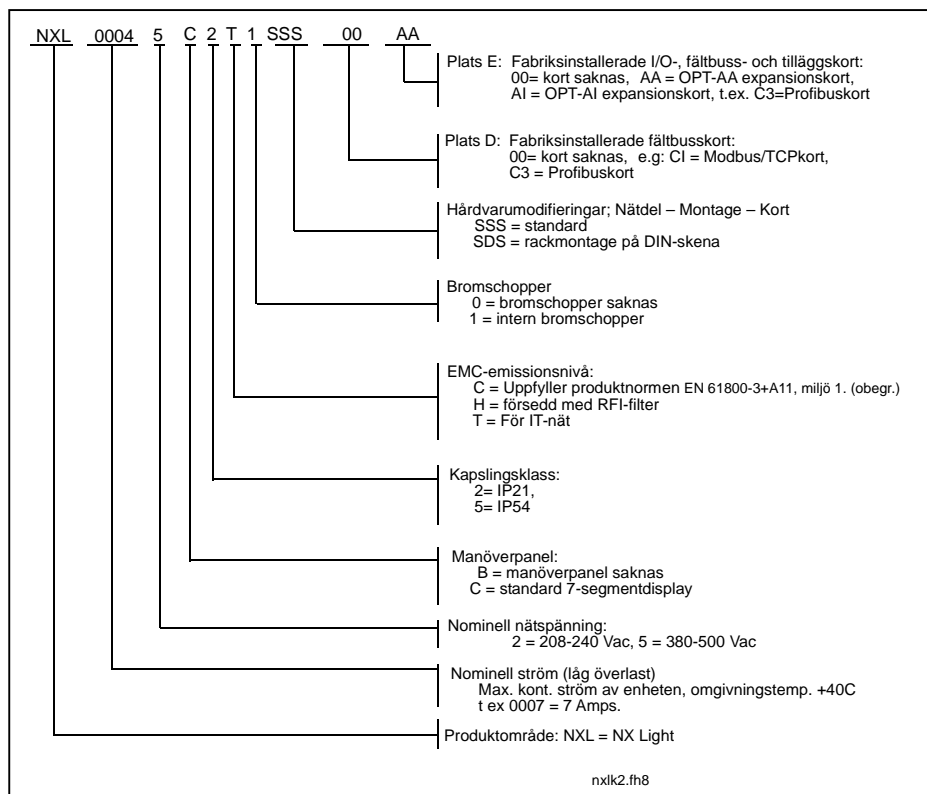 NXL 0004 5 C 2 T 1 SSS 00 AA
Plats E: Fabriksinstallerade I/O-, fältbuss- och tilläggskort:
00= kort saknas, AA = OPT-AA expansionskort,
AI = OPT-AI expansionskort, t.ex. C3=Profibuskort
Plats D: Fabriksinstallerade fältbusskort:
00= kort saknas, e.g: CI = Modbus/TCPkort,
C3 = Profibuskort
Hårdvarumodifieringar; Nätdel – Montage – Kort
SSS = standard
SDS = rackmontage på DIN-skena
Bromschopper
0 = bromschopper saknas
1 = intern bromschopper
EMC-emissionsnivå:
C = Uppfyller produktnormen EN 61800-3+A11, miljö 1. (obegr.)
H = försedd med RFI-filter
T = För IT-nät
Kapslingsklass:
2= IP21,
5= IP54
Manöverpanel:
B = manöverpanel saknas
C = standard 7-segmentdisplay
Nominell nätspänning:
2 = 208-240 Vac, 5 = 380-500 Vac
Nominell ström (låg överlast)
Max. kont. ström av enheten, omgivningstemp. +40C
t ex 0007 = 7 Amps.
Produktområde: NXL = NX Light
nxlk2.fh8